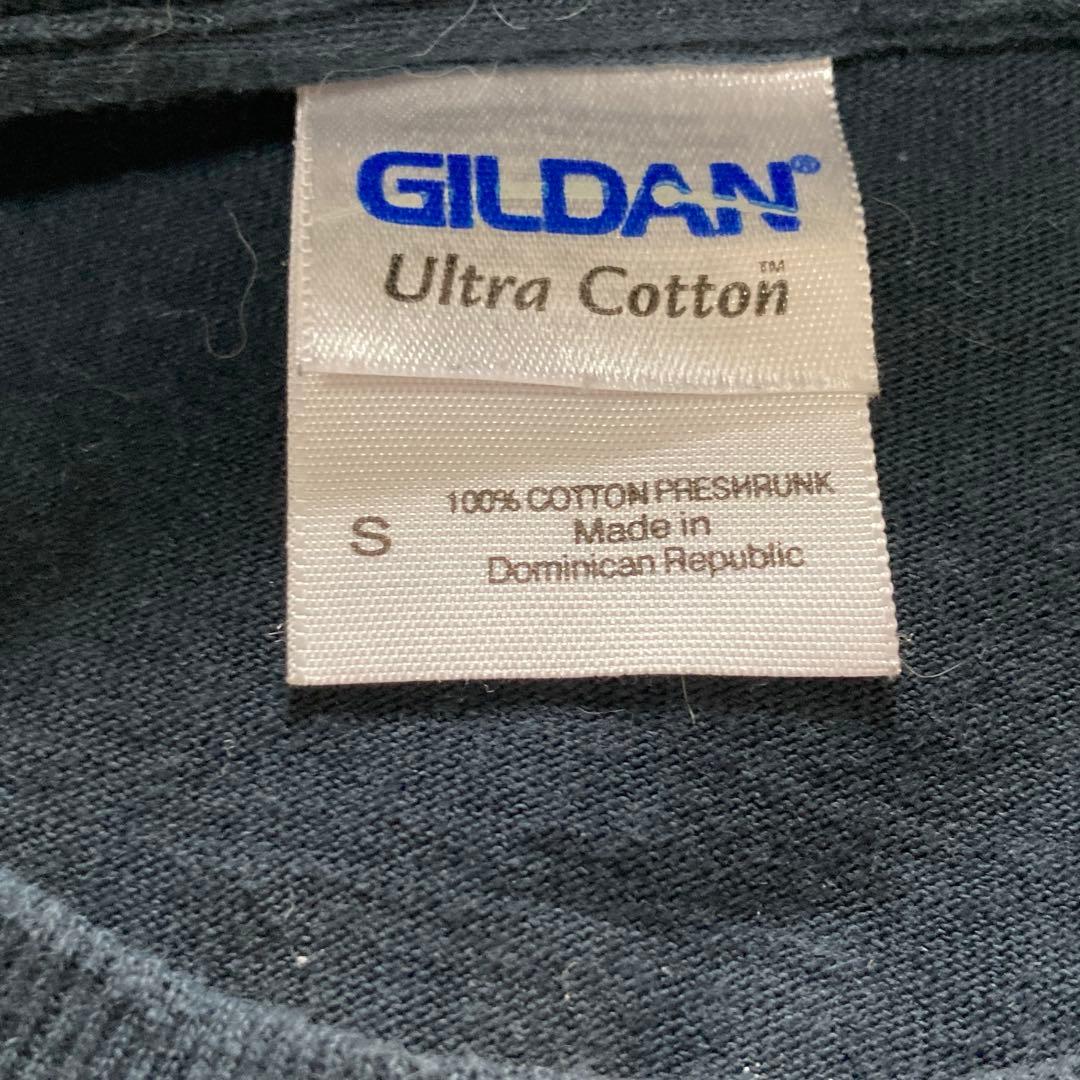 GILDAN®
Ultra Cotton™
100% COTTON PRESHRUNK
S
Made in
Dominican Republic